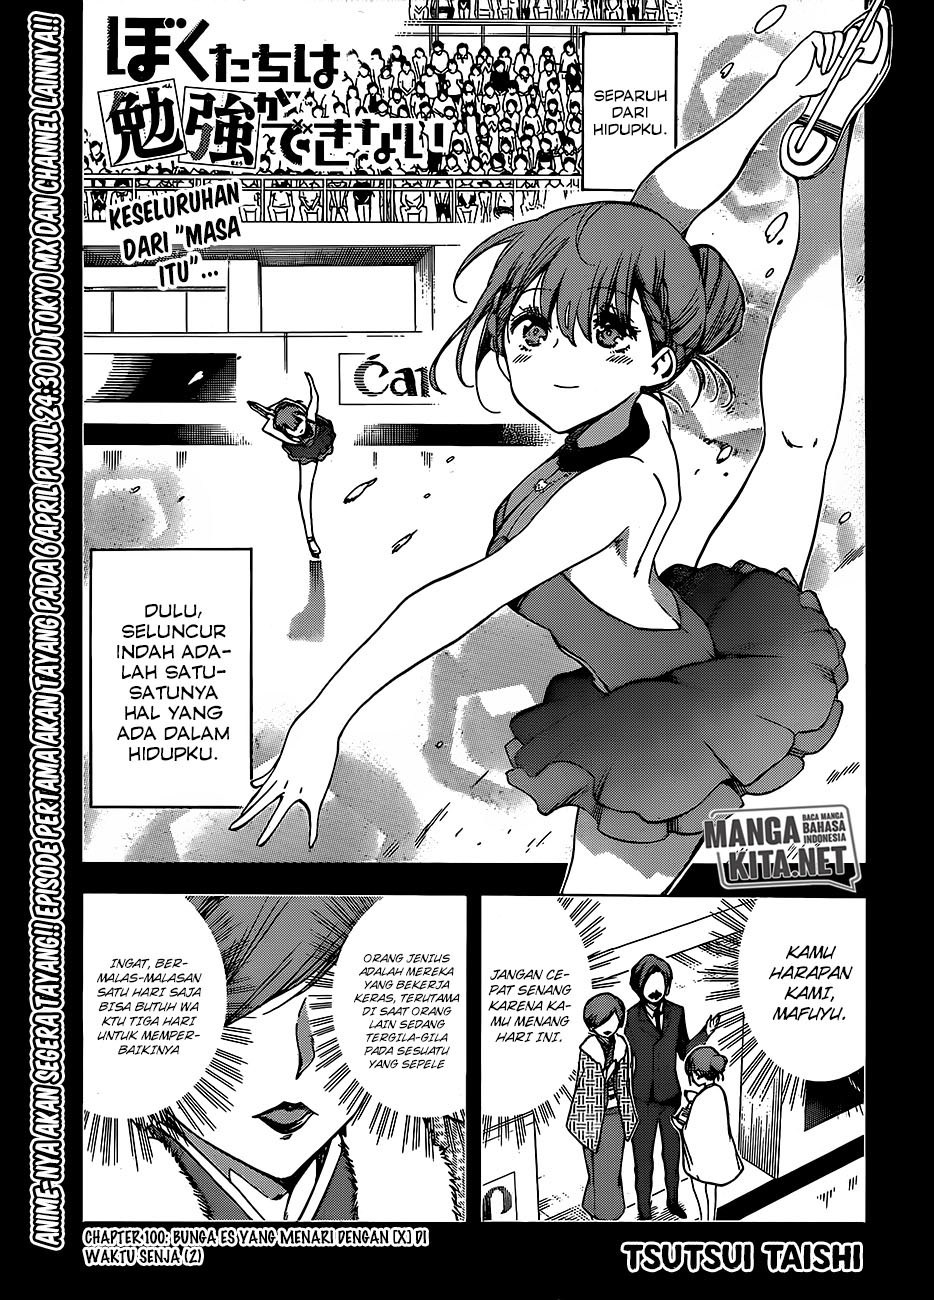 ぼくたちは
勉強ができない
KESELURUHAN
DARI "MASA
ITU"...
SEPARUH
DARI
HIDUPKU.
Car
DULU,
SELUNCUR
INDAH ADA-
LAH SATU-
SATUNYA
HAL YANG
ADA DALAM
HIDUPKU.
ANIME-NYA AKAN SEGERA TAYANG!! EPISODE PERTAMA AKAN TAYANG PADA 6 APRIL PUKUL 24:30 DI TOKYO MX DAN CHANNEL LAINNYA!!
MANGA
KITA.NET
BACA MANGA
BAHASA
INDONESIA
KAMU
HARAPAN
KAMI,
MAFUYU.
JANGAN CE-
PAT SENANG
KARENA KA-
MU MENANG
HARI INI.
ORANG JENIUS
ADALAH MEREKA
YANG BEKERJA
KERAS, TERUTAMA
DI SAAT ORANG
LAIN SEDANG
TERGILA-GILA
PADA SESUATU
YANG SEPELE
INGAT, BER-
MALAS-MALASAN
SATU HARI SAJA
BISA BUTUH WA
KTU TIGA HARI
UNTUK MEMPER-
BAIKINYA
CHAPTER 100: BUNGA ES YANG MENARI DENGAN [X] DI
WAKTU SENJA (2)
TSUTSUI TAISHI